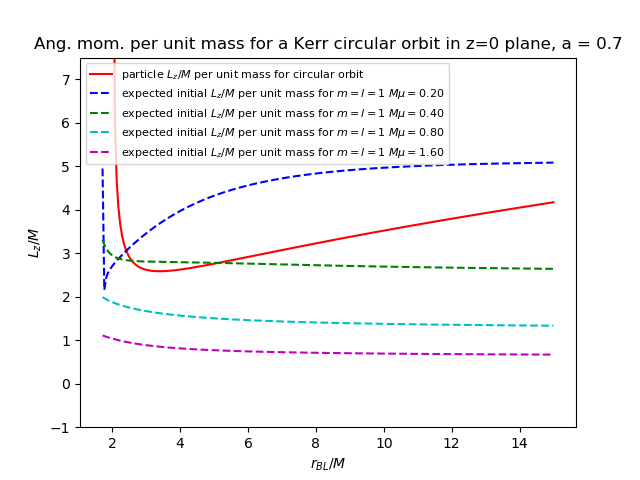 Ang. mom. per unit mass for a Kerr circular orbit in z=0 plane, a = 0.7
particle L_z/M per unit mass for circular orbit
expected initial L_z/M per unit mass for m = l = 1 Mμ = 0.20
expected initial L_z/M per unit mass for m = l = 1 Mμ = 0.40
expected initial L_z/M per unit mass for m = l = 1 Mμ = 0.80
expected initial L_z/M per unit mass for m = l = 1 Mμ = 1.60
7
6
5
4
3
2
1
0
−1
L_z/M
2 4 6 8 10 12 14
r_BL/M